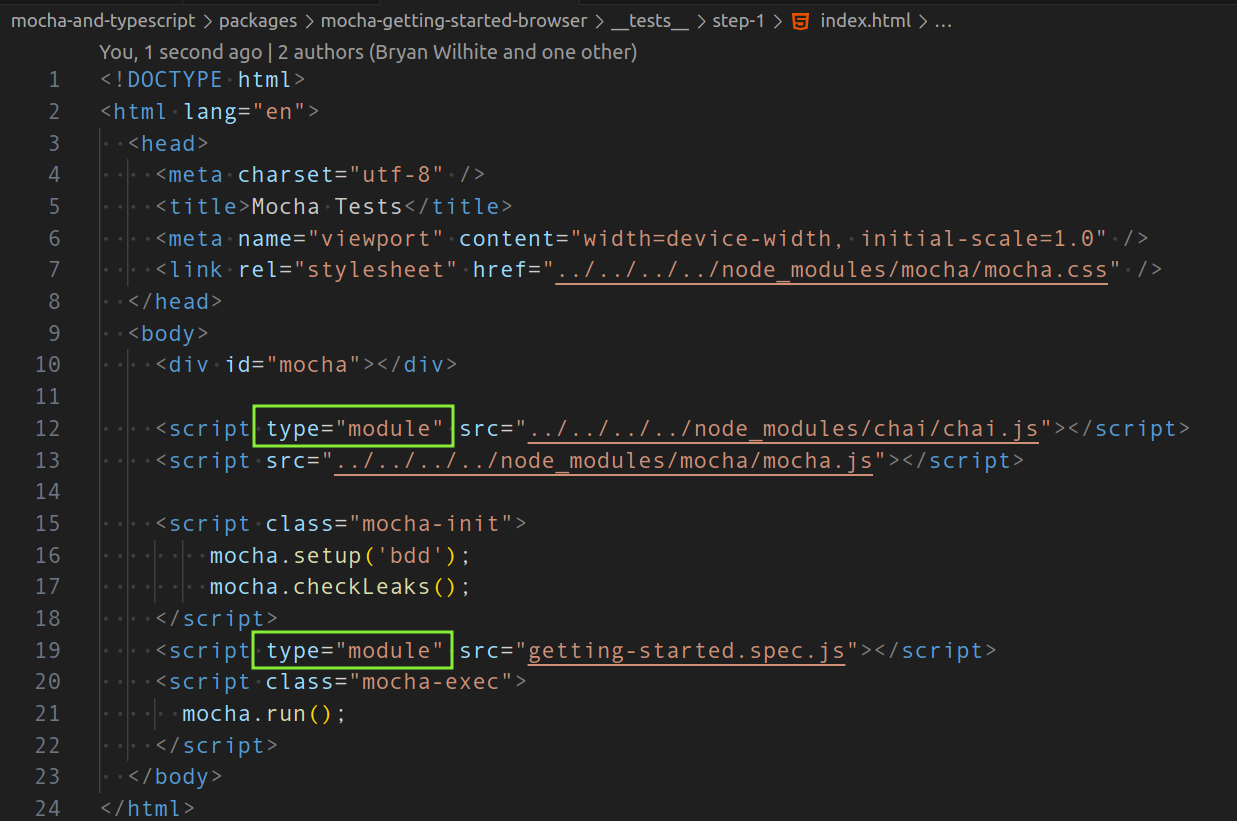 mocha-and-typescript > packages > mocha-getting-started-browser > __tests__ > step-1 > index.html > ...
You, 1 second ago | 2 authors (Bryan Wilhite and one other)
1 <!DOCTYPE html>
2 <html lang="en">
3   <head>
4     <meta charset="utf-8" />
5     <title>Mocha Tests</title>
6     <meta name="viewport" content="width=device-width, initial-scale=1.0" />
7     <link rel="stylesheet" href="../../../../node_modules/mocha/mocha.css" />
8   </head>
9   <body>
10     <div id="mocha"></div>
11
12     <script type="module" src="../../../../node_modules/chai/chai.js"></script>
13     <script src="../../../../node_modules/mocha/mocha.js"></script>
14
15     <script class="mocha-init">
16         mocha.setup('bdd');
17         mocha.checkLeaks();
18     </script>
19     <script type="module" src="getting-started.spec.js"></script>
20     <script class="mocha-exec">
21       mocha.run();
22     </script>
23   </body>
24 </html>